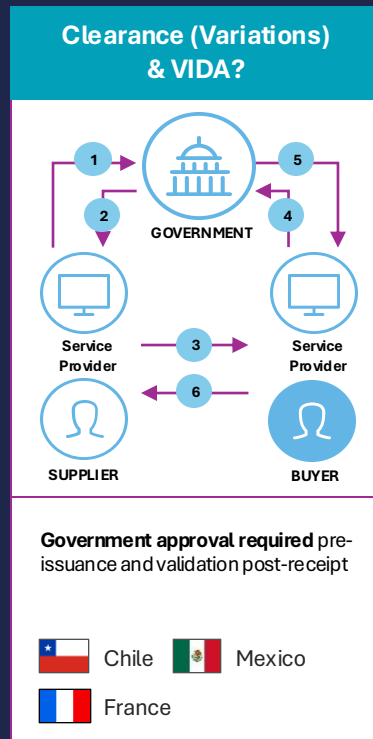 Clearance (Variations)
& VIDA?
1
5
2
4
GOVERNMENT
Service
Provider
3
Service
Provider
6
SUPPLIER
BUYER
Government approval required pre-
issuance and validation post-receipt
Chile
Mexico
France